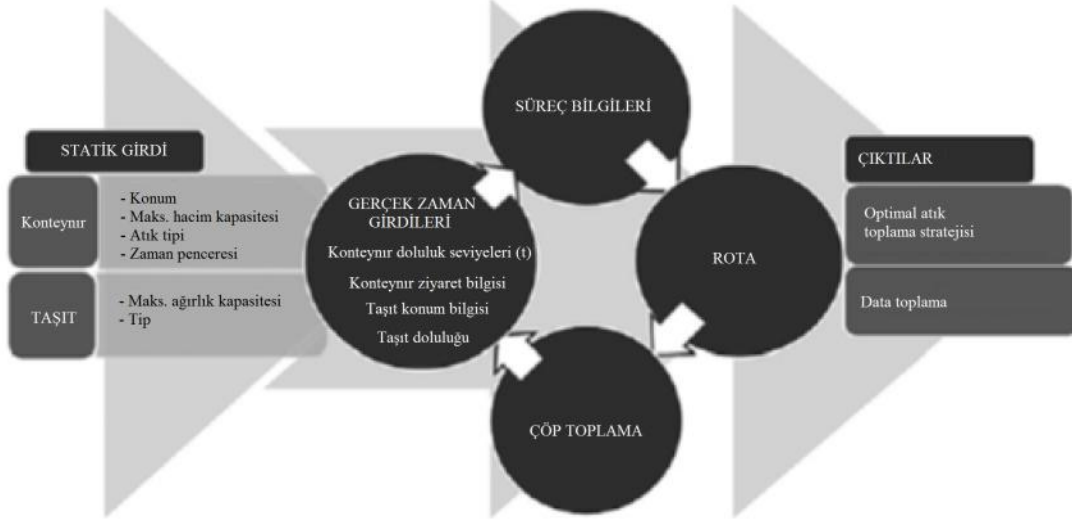 STATİK GİRDİ
Konteynır
- Konum
- Maks. hacim kapasitesi
- Atık tipi
- Zaman penceresi
TAŞIT
- Maks. ağırlık kapasitesi
- Tip
GERÇEK ZAMAN
GİRDİLERİ
Konteynır doluluk seviyeleri (t)
Konteynır ziyaret bilgisi
Taşıt konum bilgisi
Taşıt doluluğu
SÜREÇ BİLGİLERİ
ROTA
ÇÖP TOPLAMA
ÇIKTILAR
Optimal atık
toplama stratejisi
Data toplama